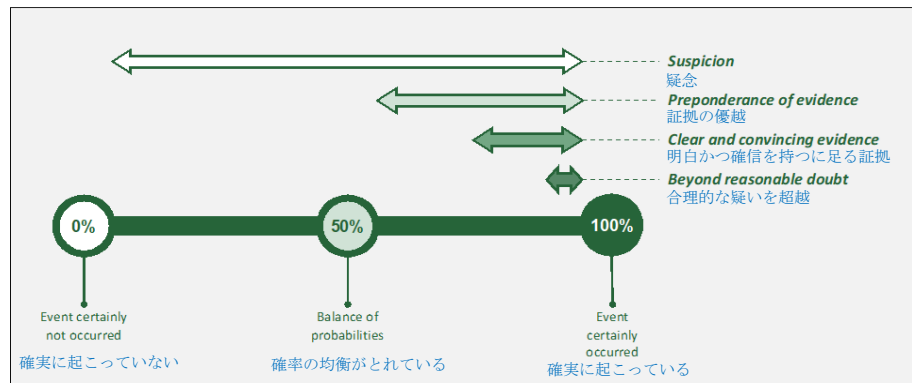 Suspicion
疑念
Preponderance of evidence
証拠の優越
Clear and convincing evidence
明白かつ確信を持つに足る証拠
Beyond reasonable doubt
合理的な疑いを超越
0%
50%
100%
Event certainly
not occurred
確実に起こっていない
Balance of
probabilities
確率の均衡がとれている
Event
certainly
occurred
確実に起こっている